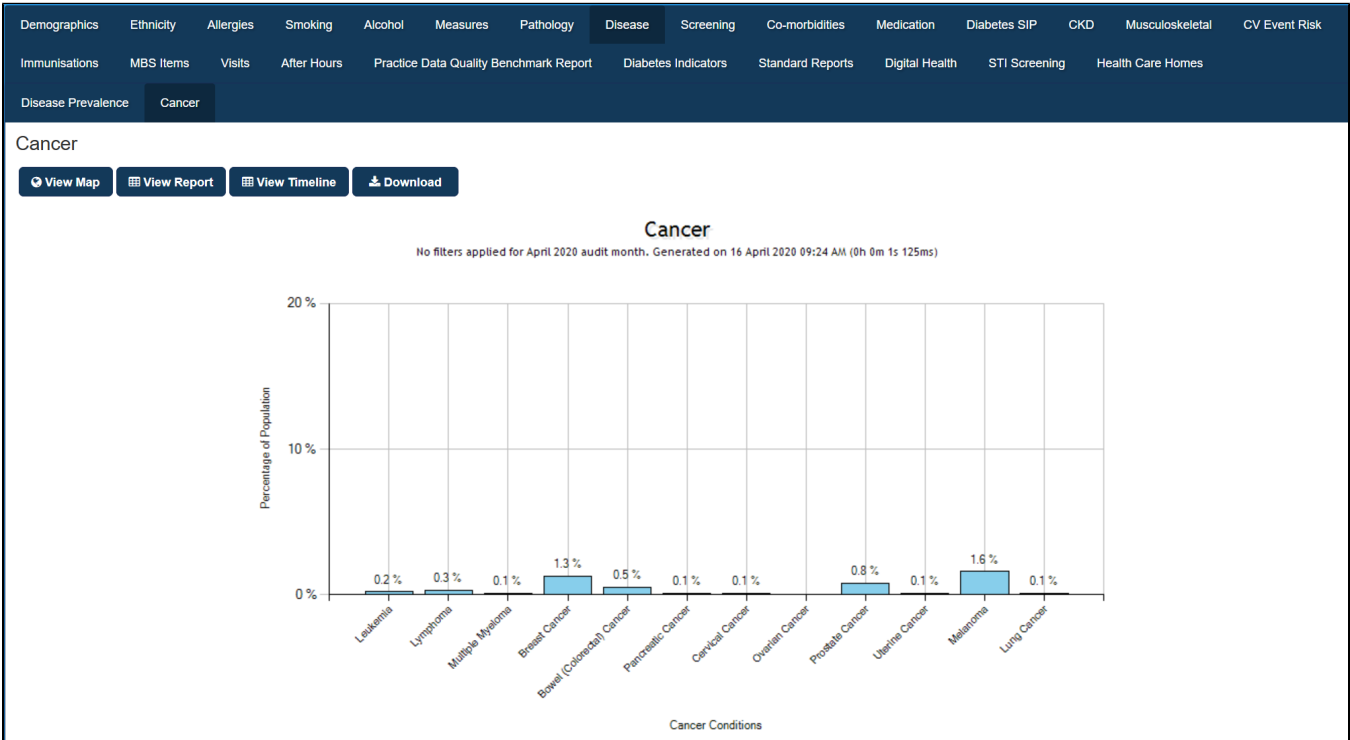 Demographics Ethnicity Allergies Smoking Alcohol Measures Pathology Disease Screening Co-morbidities Medication Diabetes SIP CKD Musculoskeletal CV Event Risk
Immunisations MBS Items Visits After Hours Practice Data Quality Benchmark Report Diabetes Indicators Standard Reports Digital Health STI Screening Health Care Homes
Disease Prevalence Cancer
Cancer
View Map View Report View Timeline Download
Cancer
No filters applied for April 2020 audit month. Generated on 16 April 2020 09:24 AM (0h 0m 1s 125ms)
Percentage of Population
20 %
10 %
0 %
0.2 % 0.3 % 0.1 % 1.3 % 0.5 % 0.1 % 0.1 % 0.8 % 0.1 % 1.6 % 0.1 %
Leukemia
Lymphoma
Multiple Myeloma
Breast Cancer
Bowel (Colorectal) Cancer
Pancreatic Cancer
Cervical Cancer
Ovarian Cancer
Prostate Cancer
Uterine Cancer
Melanoma
Lung Cancer
Cancer Conditions